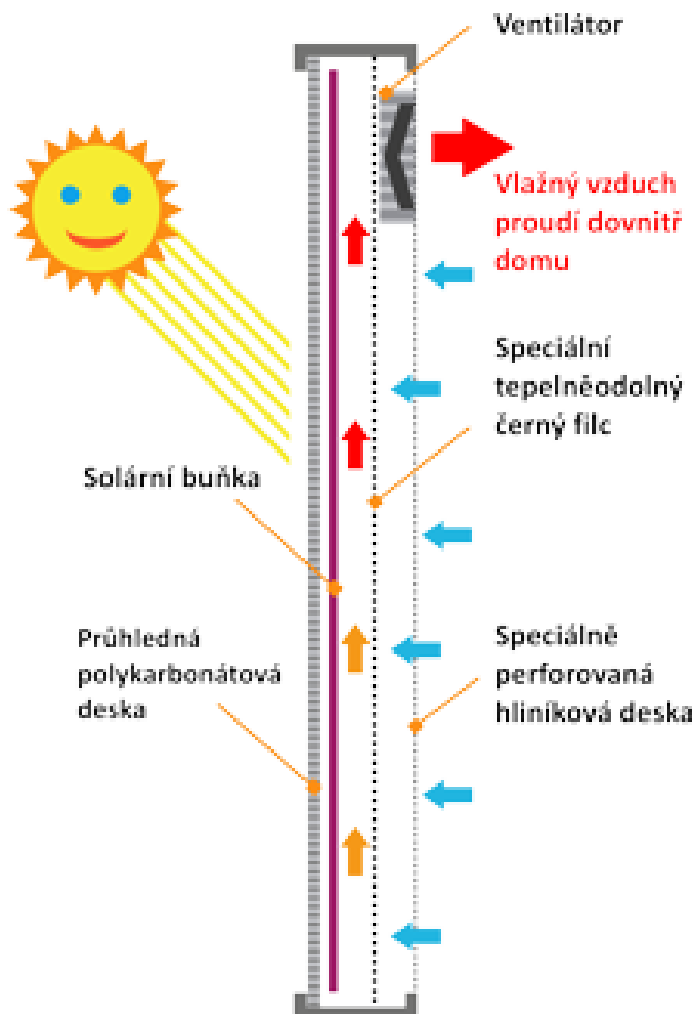 Ventilátor
Vlažný vzduch
proudí dovnitř
domu
Speciální
tepelněodolný
černý filc
Solární buňka
Průhledná
polykarbonátová
deska
Speciálně
perforovaná
hliníková deska